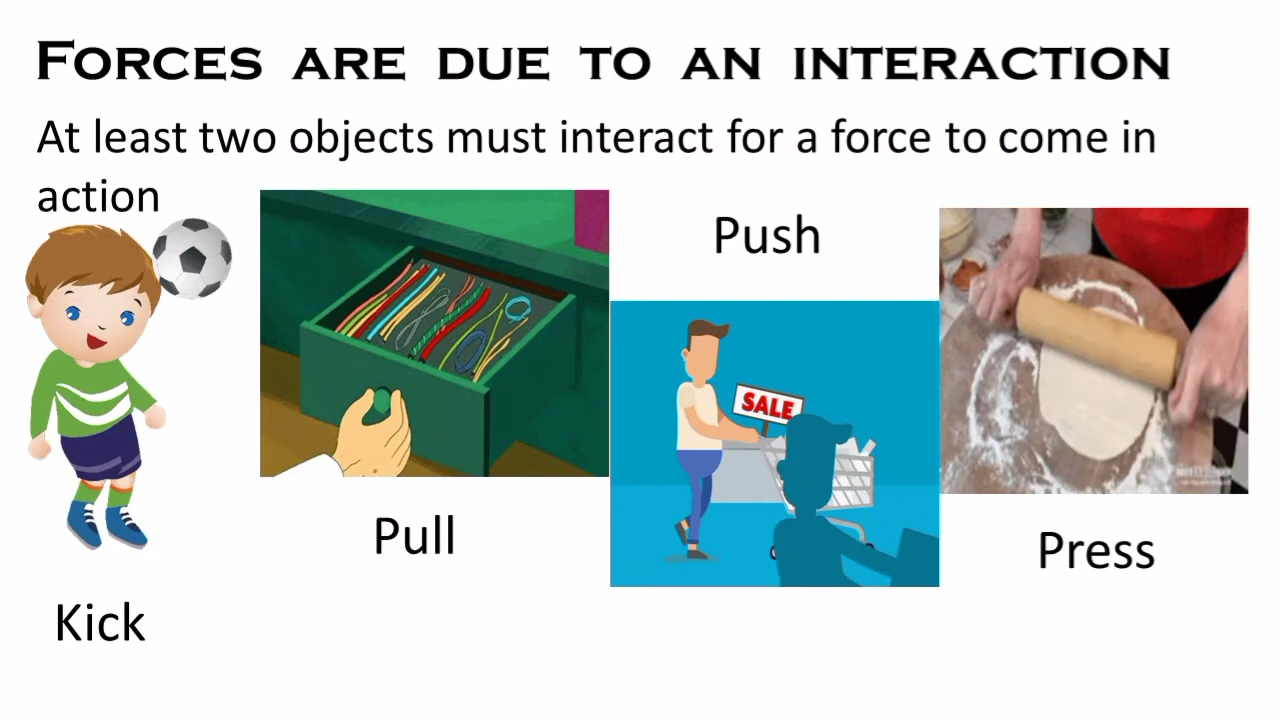 FORCES ARE DUE TO AN INTERACTION
At least two objects must interact for a force to come in
action
Push
SALE
Pull
Press
Kick